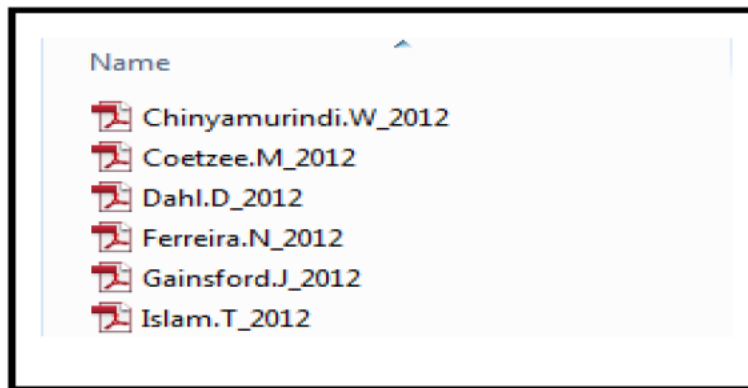 Name
Chinyamurindi.W_2012
Coetzee.M_2012
Dahl.D_2012
Ferreira.N_2012
Gainsford.J_2012
Islam.T_2012